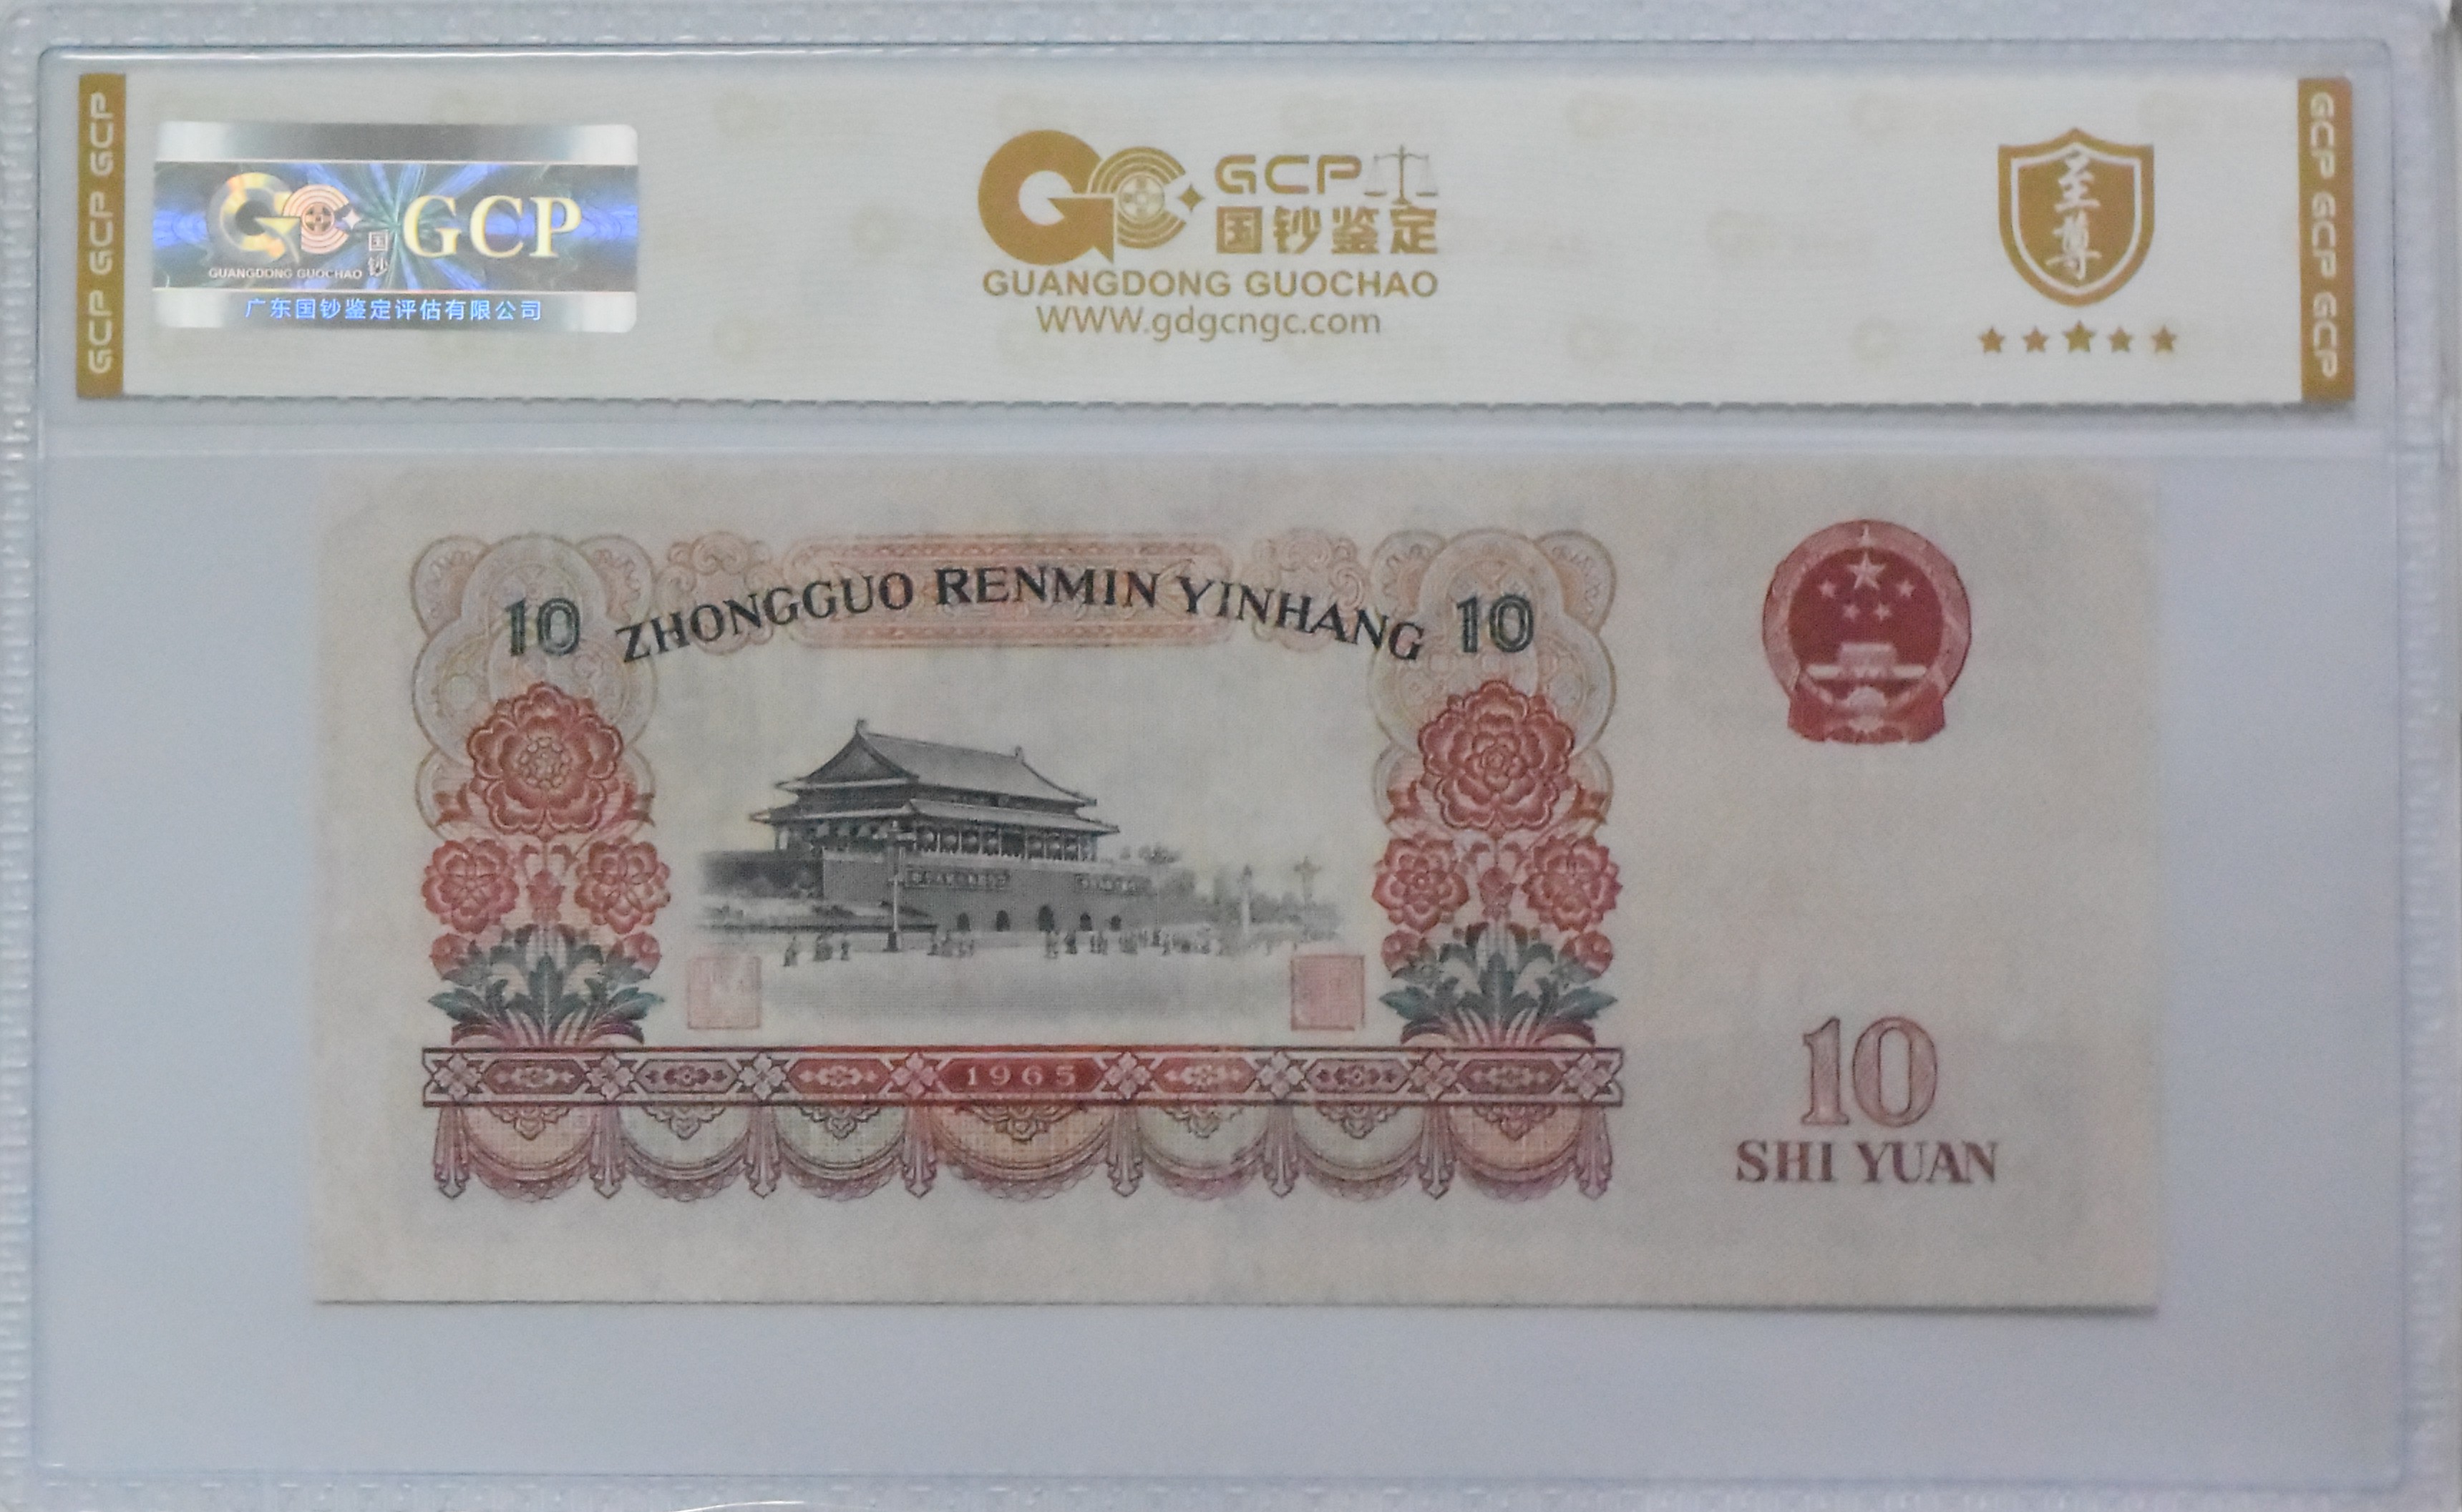 GCP GCP GCP
国钞
GCP
GUANGDONG GUOCHAO
广东国钞鉴定评估有限公司
GCP
国钞鉴定
GUANGDONG GUOCHAO
WWW.gdgcngc.com
至尊
GCP GCP GCP
10 ZHONGGUO RENMIN YINHANG 10
1965
10
SHI YUAN